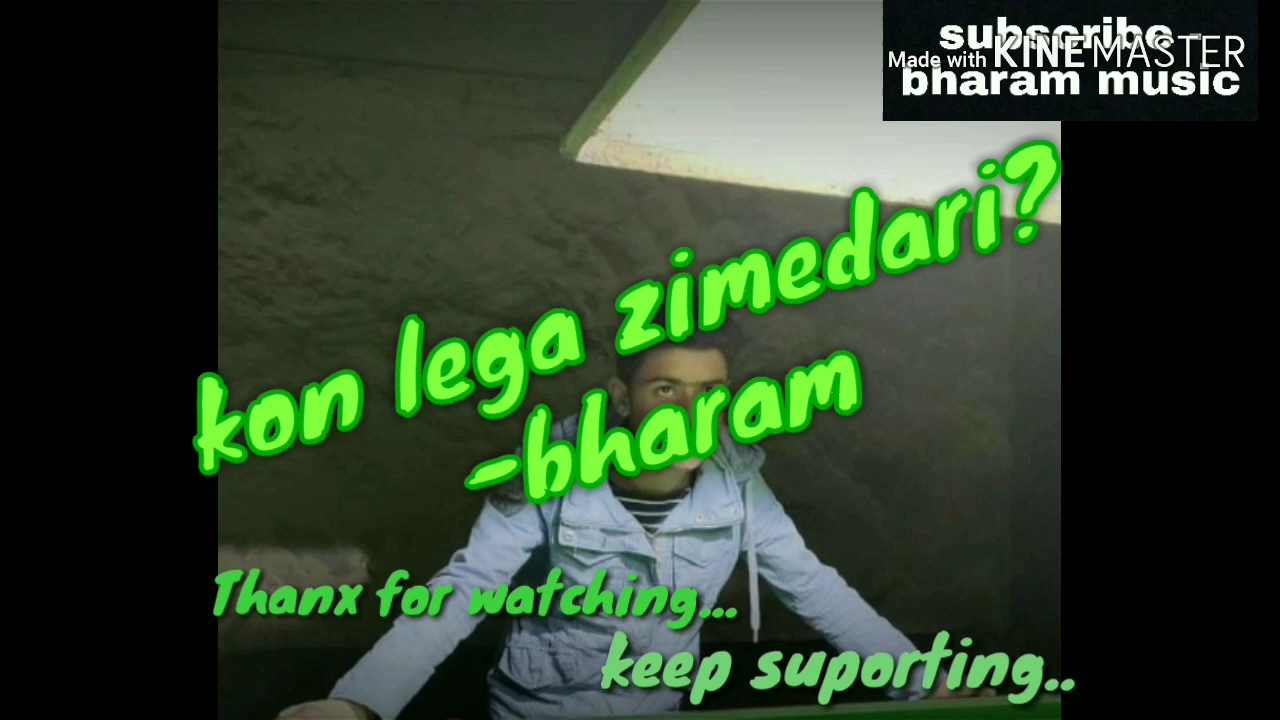 subscribe -
Made with KINEMASTER
bharam music
kon lega zimedari?
-bharam
Thanx for watching...
keep suporting..